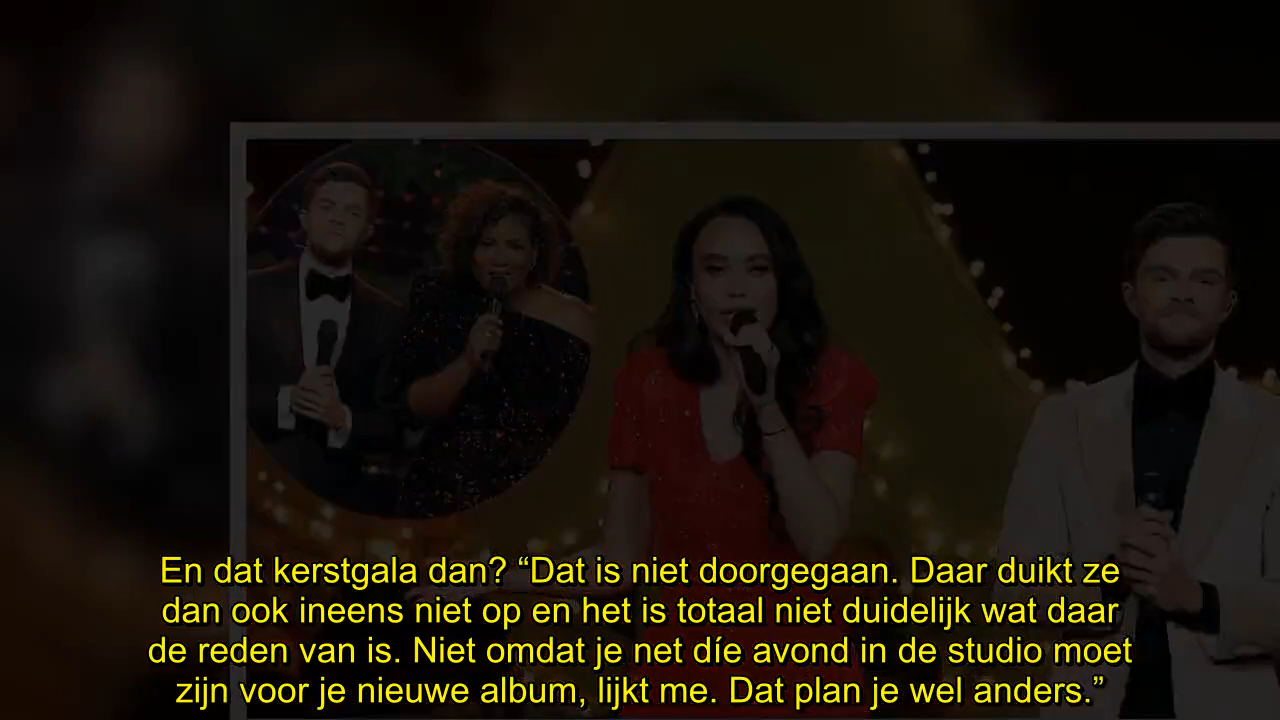 En dat kerstgala dan? “Dat is niet doorgegaan. Daar duikt ze
dan ook ineens niet op en het is totaal niet duidelijk wat daar
de reden van is. Niet omdat je net díe avond in de studio moet
zijn voor je nieuwe album, lijkt me. Dat plan je wel anders.”